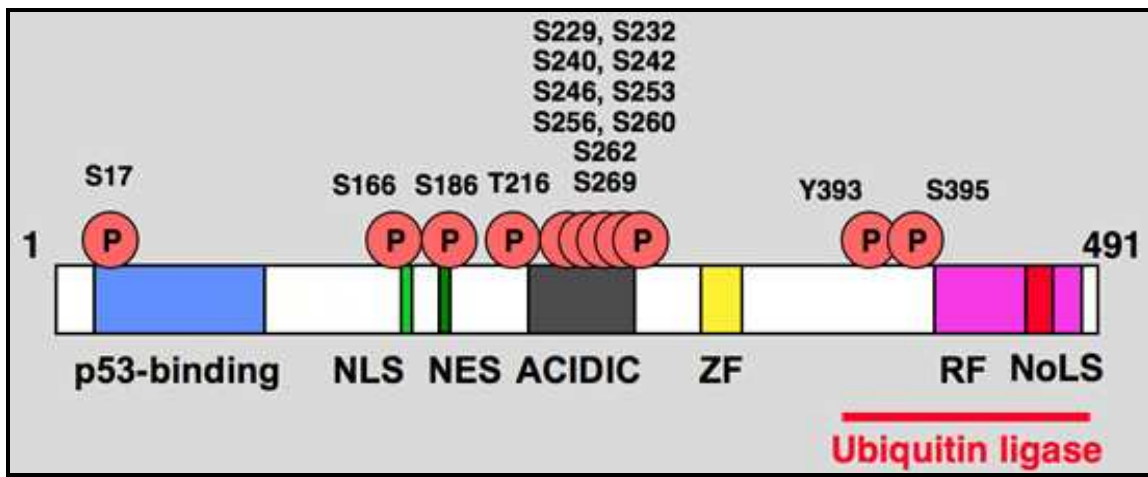 S229, S232
S240, S242
S246, S253
S256, S260
S262
S269
S17
S166 S186 T216
Y393 S395
1
P P P P P P P
491
p53-binding NLS NES ACIDIC ZF RF NoLS
Ubiquitin ligase